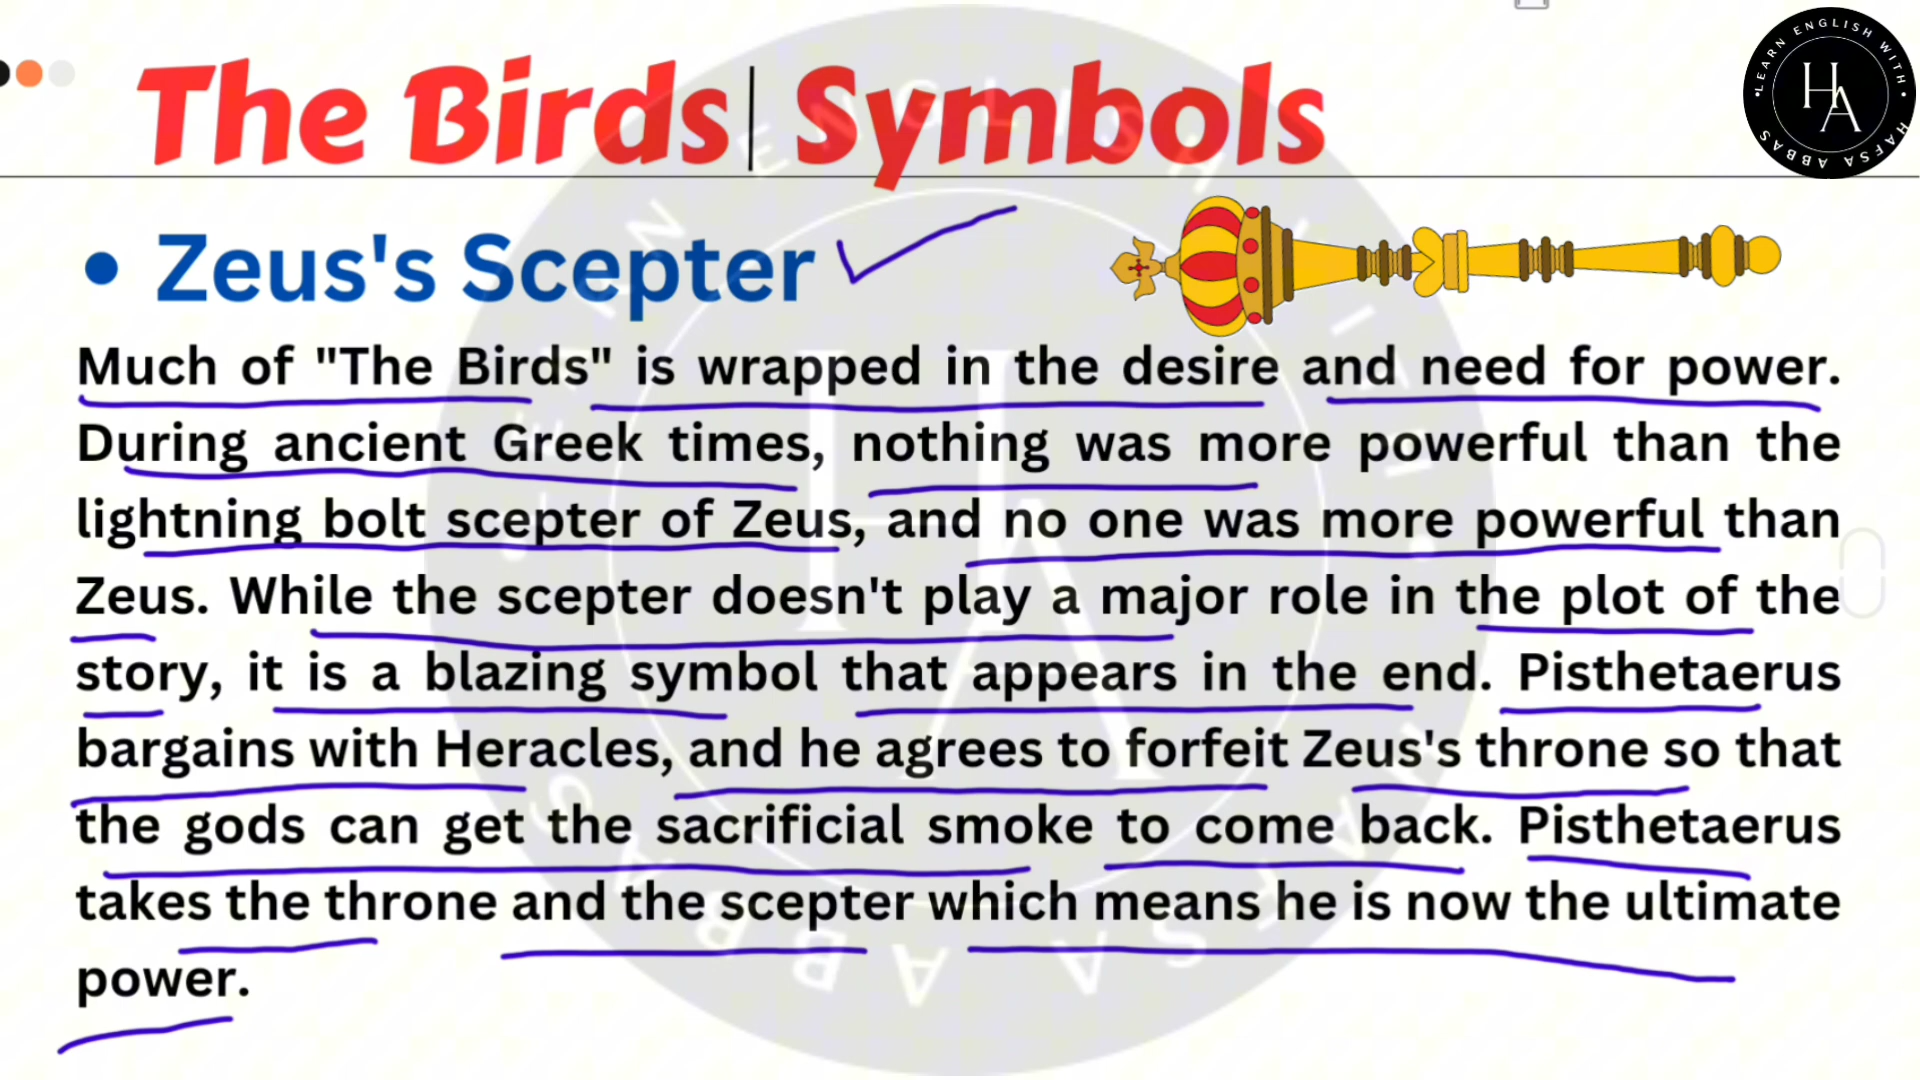 The Birds| Symbols
LEARN ENGLISH WITH
HAFSA ABBAS
HA
• Zeus's Scepter
Much of "The Birds" is wrapped in the desire and need for power.
During ancient Greek times, nothing was more powerful than the
lightning bolt scepter of Zeus, and no one was more powerful than
Zeus. While the scepter doesn't play a major role in the plot of the
story, it is a blazing symbol that appears in the end. Pisthetaerus
bargains with Heracles, and he agrees to forfeit Zeus's throne so that
the gods can get the sacrificial smoke to come back. Pisthetaerus
takes the throne and the scepter which means he is now the ultimate
power.